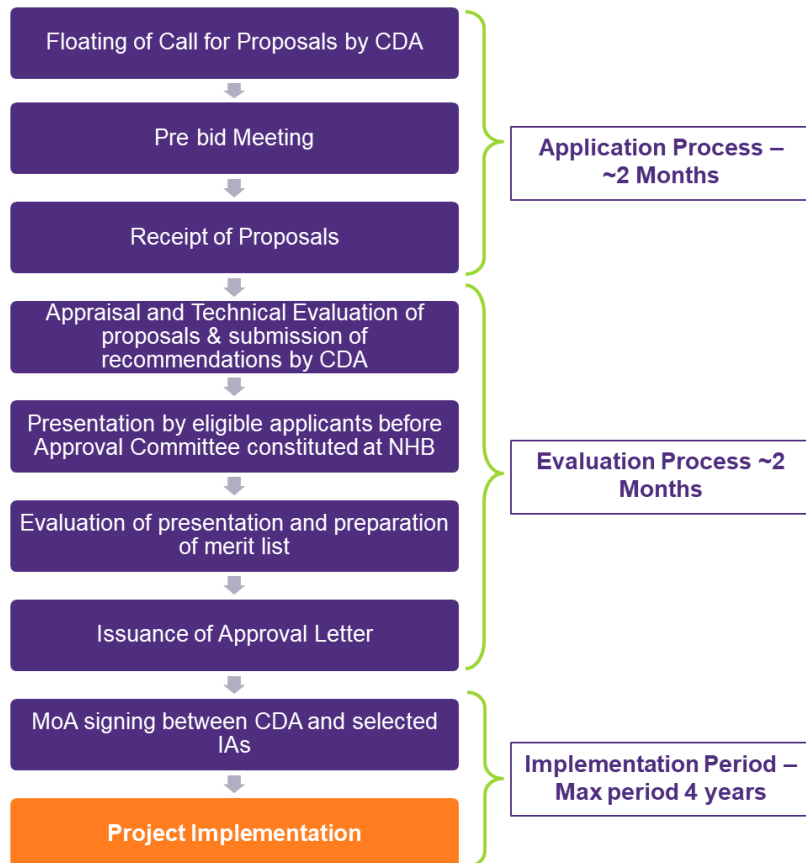 Floating of Call for Proposals by CDA
Pre bid Meeting
Application Process –
~2 Months
Receipt of Proposals
Appraisal and Technical Evaluation of
proposals & submission of
recommendations by CDA
Presentation by eligible applicants before
Approval Committee constituted at NHB
Evaluation Process ~2
Months
Evaluation of presentation and preparation
of merit list
Issuance of Approval Letter
MoA signing between CDA and selected
IAs
Implementation Period –
Max period 4 years
Project Implementation